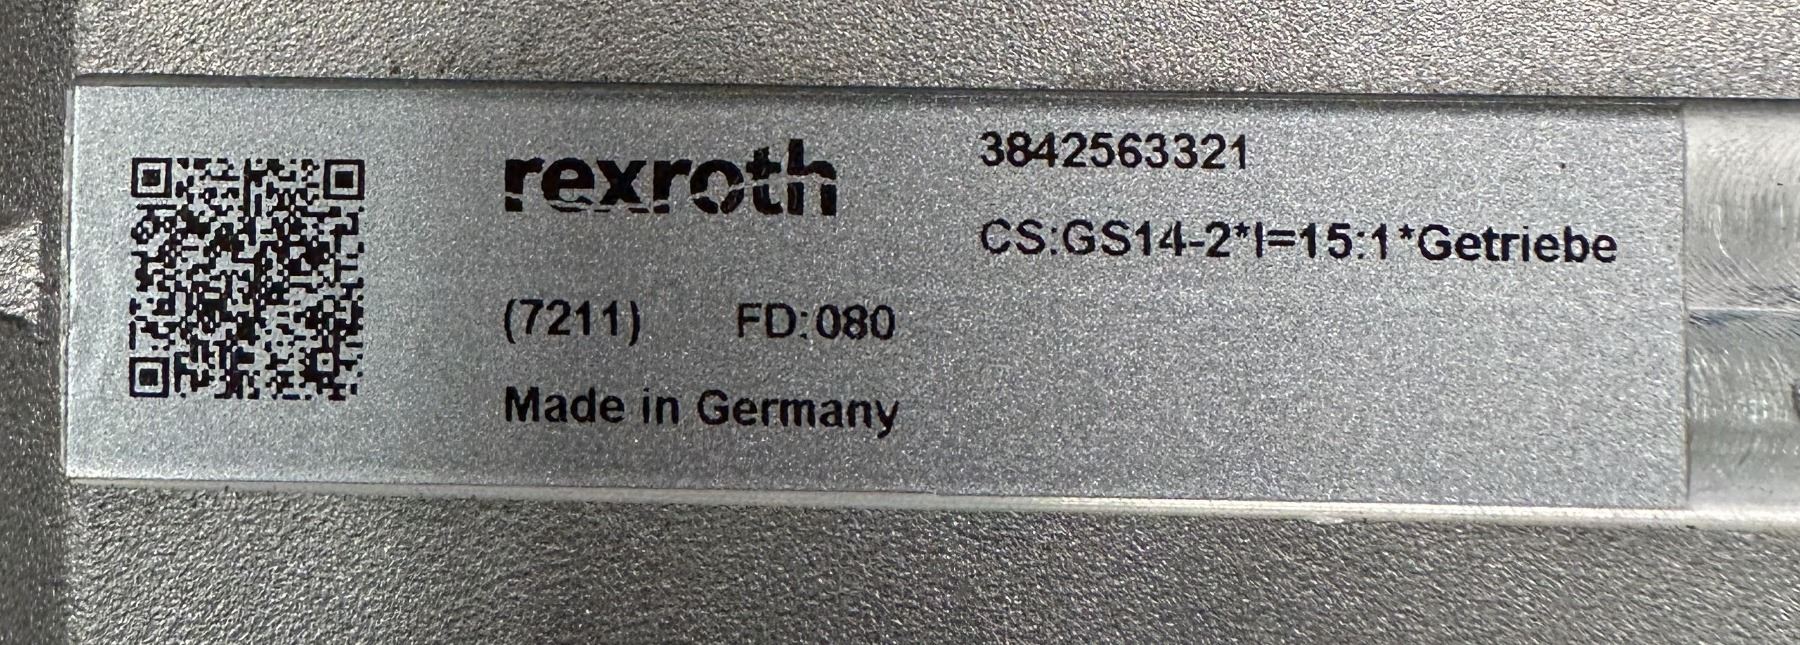 rexroth
3842563321
CS:GS14-2*I=15:1*Getriebe
(7211) FD:080
Made in Germany